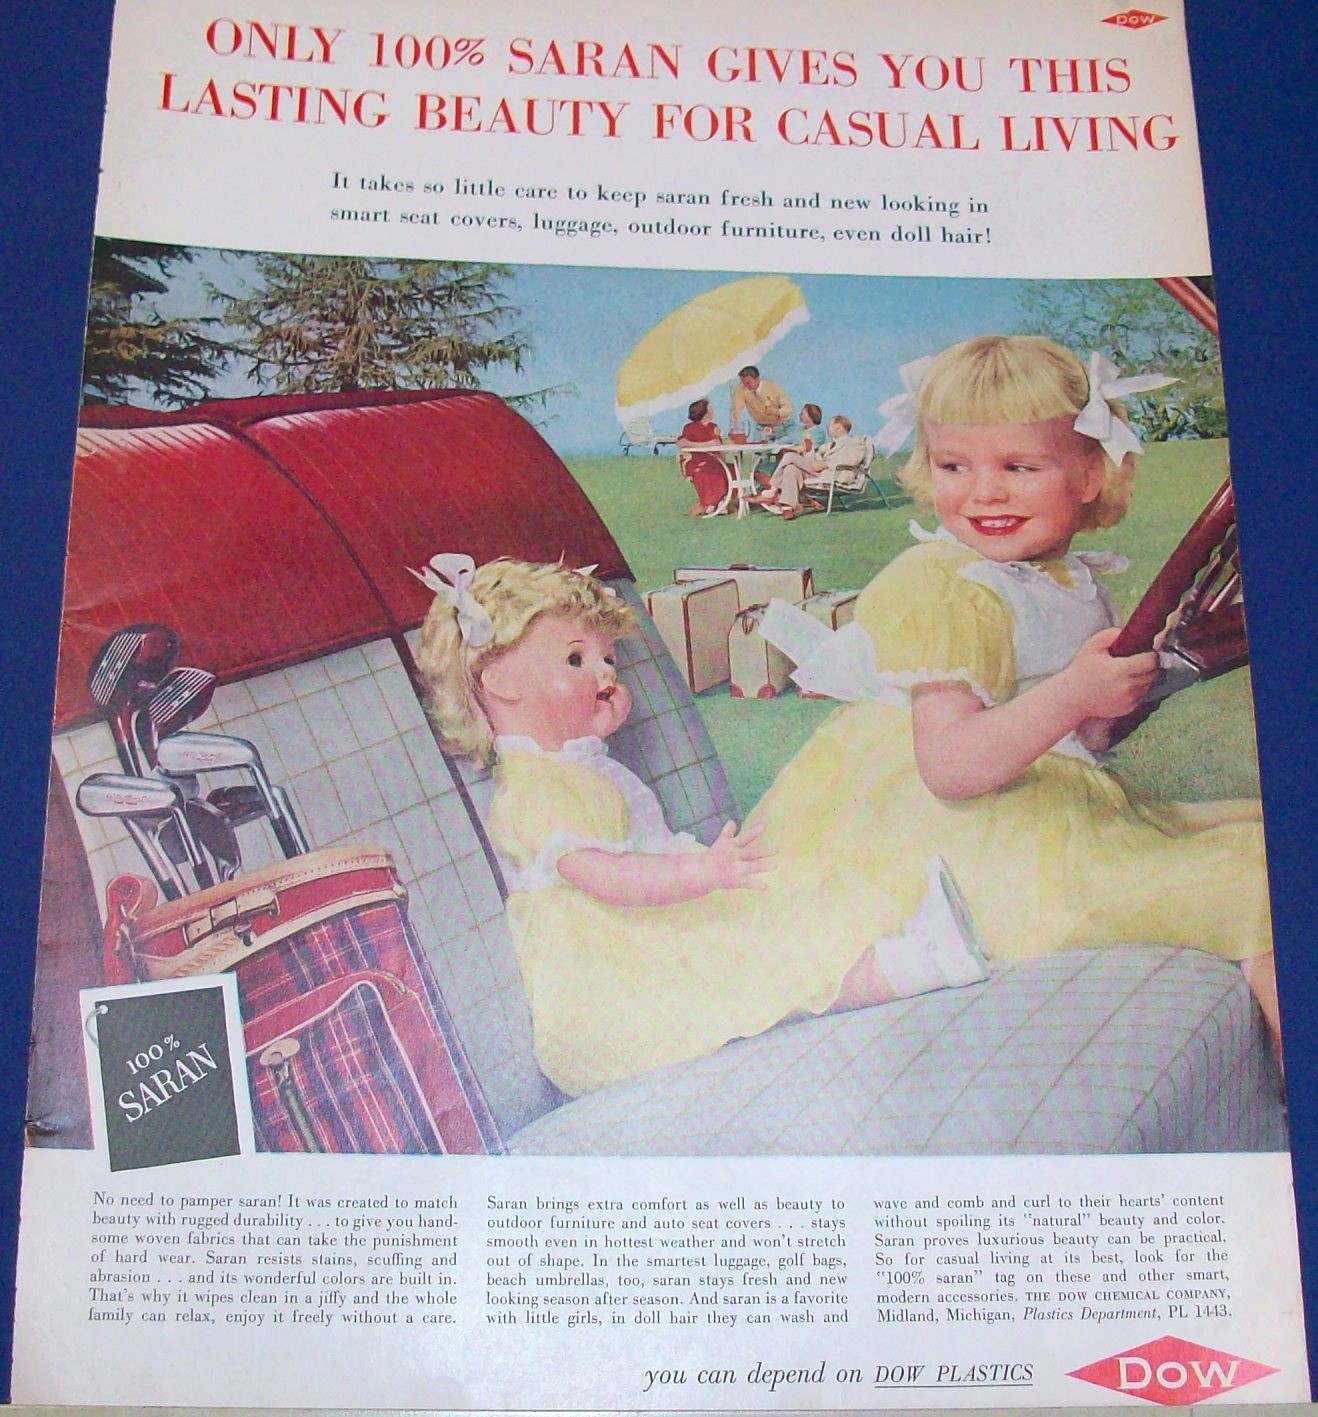 DOW
ONLY 100% SARAN GIVES YOU THIS
LASTING BEAUTY FOR CASUAL LIVING
It takes so little care to keep saran fresh and new looking in
smart seat covers, luggage, outdoor furniture, even doll hair!
100%
SARAN
No need to pamper saran! It was created to match
beauty with rugged durability . . . to give you hand-
some woven fabrics that can take the punishment
of hard wear. Saran resists stains, scuffing and
abrasion . . . and its wonderful colors are built in.
That's why it wipes clean in a jiffy and the whole
family can relax, enjoy it freely without a care.
Saran brings extra comfort as well as beauty to
outdoor furniture and auto seat covers . . . stays
smooth even in hottest weather and won't stretch
out of shape. In the smartest luggage, golf bags,
beach umbrellas, too, saran stays fresh and new
looking season after season. And saran is a favorite
with little girls, in doll hair they can wash and
wave and comb and curl to their hearts' content
without spoiling its "natural" beauty and color.
Saran proves luxurious beauty can be practical.
So for casual living at its best, look for the
"100% saran" tag on these and other smart,
modern accessories. THE DOW CHEMICAL COMPANY,
Midland, Michigan, Plastics Department, PL 1443.
you can depend on DOW PLASTICS
DOW